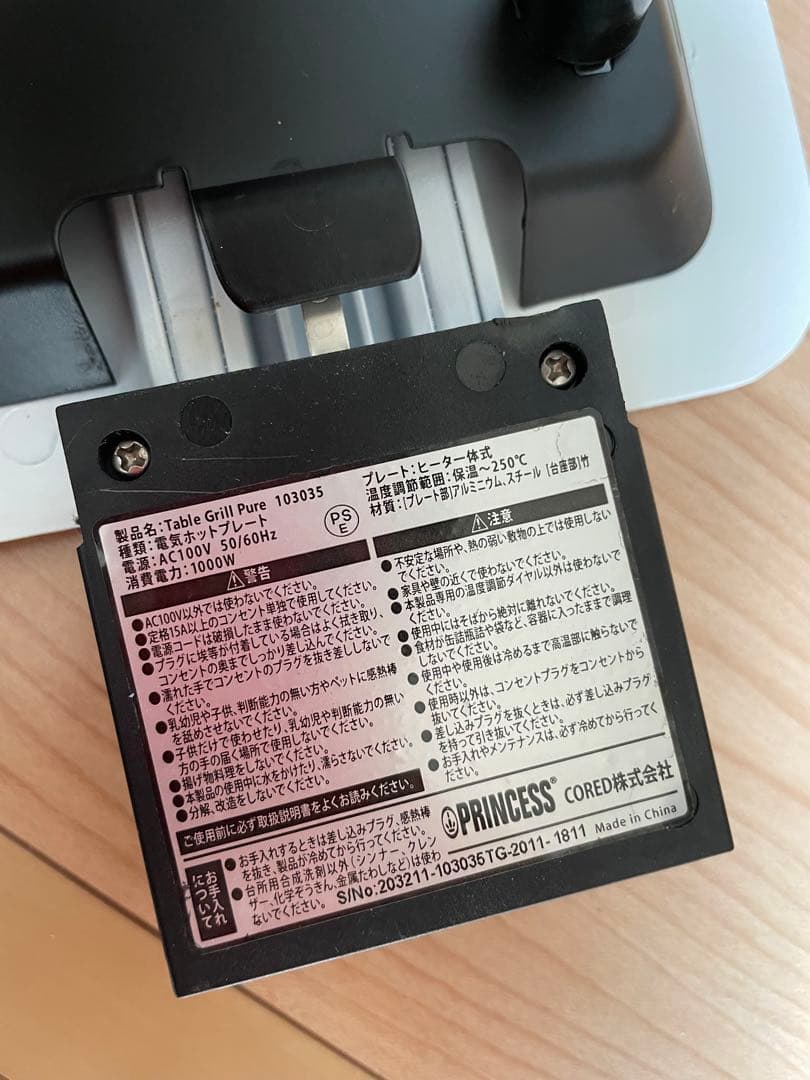 製品名:Table Grill Pure 103035
種類:電気ホットプレート
電源:AC100V 50/60Hz
消費電力:1000W
PS
E
プレート:ヒーター一体式
温度調節範囲:保温～250℃
材質:[プレート部]アルミニウム、スチール [台座部]竹
⚠警告
●AC100V以外では使わないでください。
●定格15A以上のコンセント単独で使用してください。
●電源コードは破損したまま使わないでください。
●プラグに埃等が付着している場合はよく拭き取り、
コンセントの奥までしっかり差し込んでください。
●濡れた手でコンセントのプラグを抜き差ししないで
ください。
●乳幼児や子供、判断能力の無い方やペットに感熱棒
を舐めさせないでください。
●子供だけで使わせたり、乳幼児や判断能力の無い
方の手の届く場所で使用しないでください。
●揚げ物料理をしないでください。
●本製品の使用中に水をかけたり、濡らさないでください。
●分解、改造をしないでください。
ご使用前に必ず取扱説明書をよくお読みください。
⚠注意
●不安定な場所や、熱の弱い敷物の上では使用しない
でください。
●家具や壁の近くで使わないでください。
●本製品専用の温度調節ダイヤル以外は使わないで
ください。
●使用中にはそばから絶対に離れないでください。
●食材が缶詰瓶詰や袋など、容器に入ったままで調理
しないでください。
●使用中や使用後は冷めるまで高温部に触らないで
ください。
●使用時以外は、コンセントプラグをコンセントから
抜いてください。
●差し込みプラグを抜くときは、必ず差し込みプラグ
を持って引き抜いてください。
●お手入れやメンテナンスは、必ず冷めてから行ってく
ださい。
お手入れ
について
●お手入れするときは差し込みプラグ、感熱棒
を抜き、製品が冷めてから行ってください。
●台所用合成洗剤以外(シンナー、クレン
ザー、化学ぞうきん、金属たわしなど)は使わ
ないでください。
PRINCESS® CORED株式会社
S/No:203211-103035TG-2011-1811 Made in China